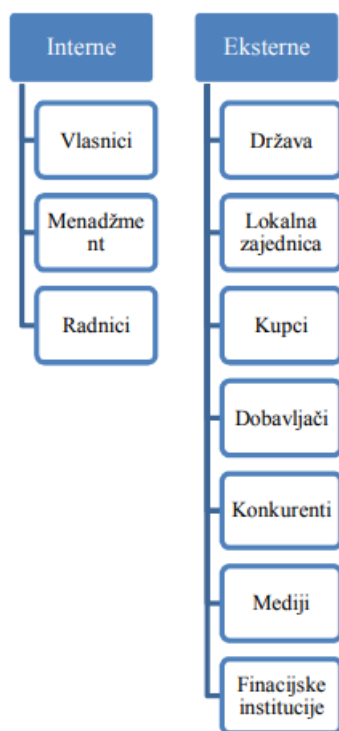 Interne
Vlasnici
Menadžme
nt
Radnici
Eksterne
Država
Lokalna
zajednica
Kupci
Dobavljači
Konkurenti
Mediji
Finacijske
institucije